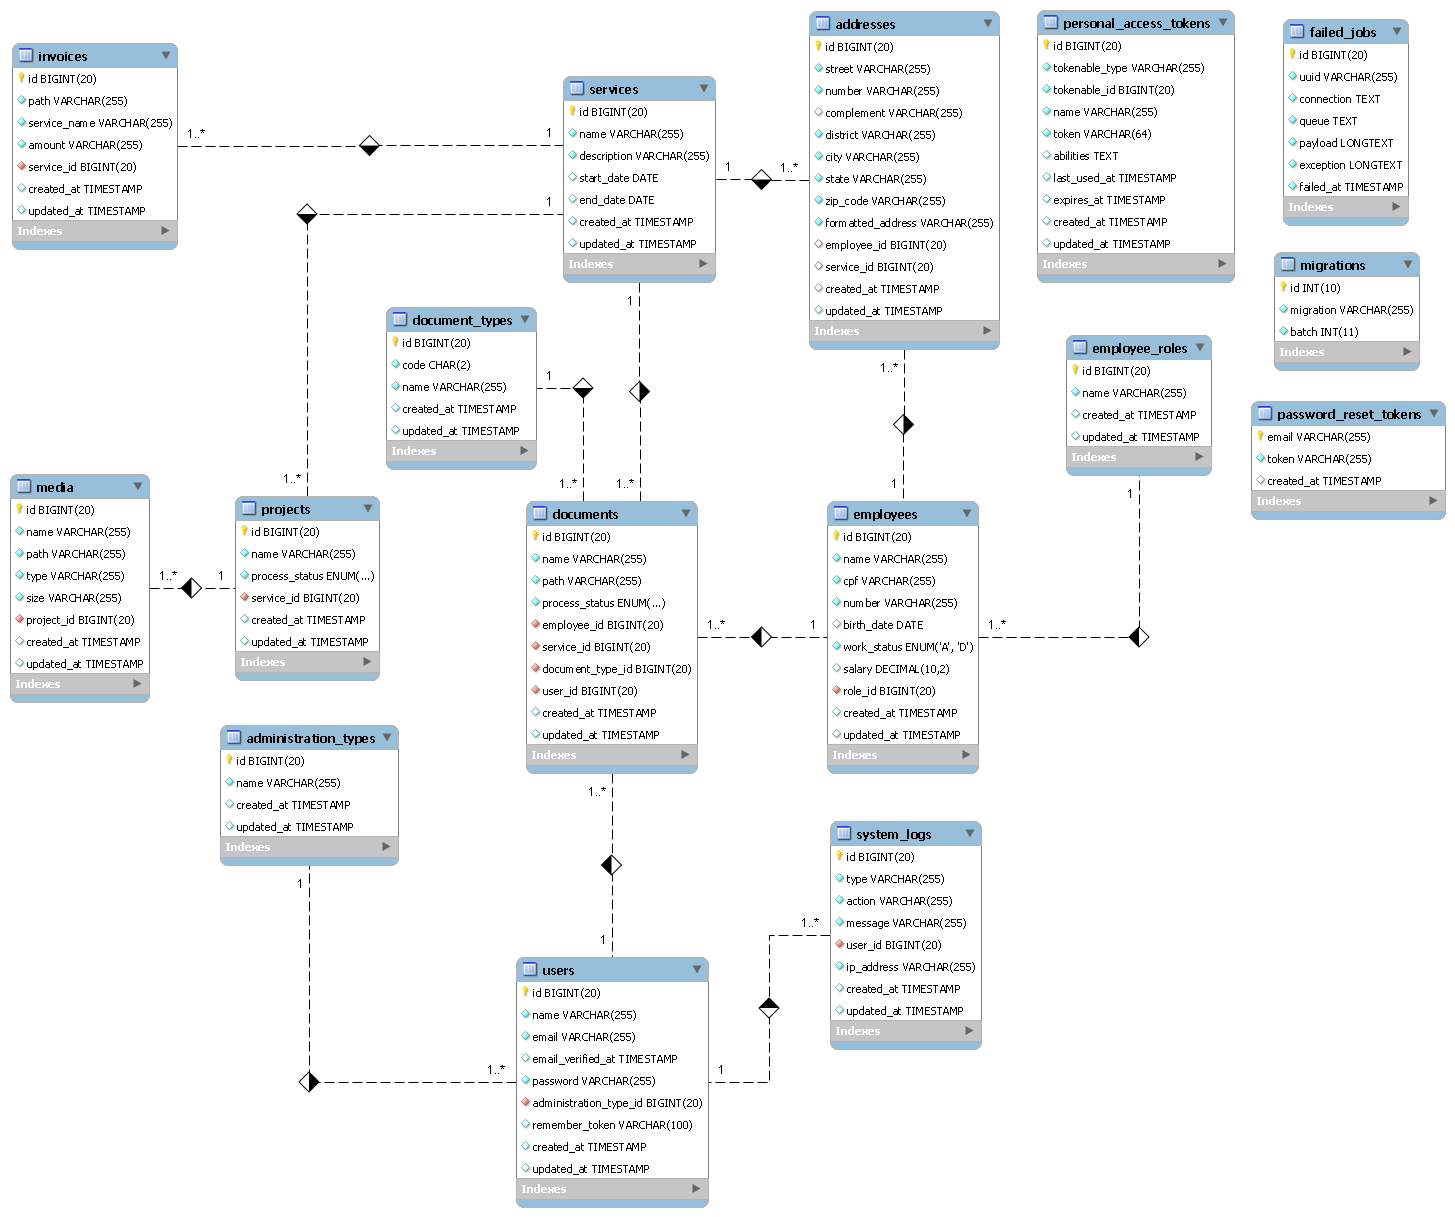 invoices
id BIGINT(20)
path VARCHAR(255)
service_name VARCHAR(255)
amount VARCHAR(255)
service_id BIGINT(20)
created_at TIMESTAMP
updated_at TIMESTAMP
Indexes
1..*
1
services
id BIGINT(20)
name VARCHAR(255)
description VARCHAR(255)
start_date DATE
end_date DATE
created_at TIMESTAMP
updated_at TIMESTAMP
Indexes
1
1
1..*
1
addresses
id BIGINT(20)
street VARCHAR(255)
number VARCHAR(255)
complement VARCHAR(255)
district VARCHAR(255)
city VARCHAR(255)
state VARCHAR(255)
zip_code VARCHAR(255)
formatted_address VARCHAR(255)
employee_id BIGINT(20)
service_id BIGINT(20)
created_at TIMESTAMP
updated_at TIMESTAMP
Indexes
1..*
1
personal_access_tokens
id BIGINT(20)
tokenable_type VARCHAR(255)
tokenable_id BIGINT(20)
name VARCHAR(255)
token VARCHAR(64)
abilities TEXT
last_used_at TIMESTAMP
expires_at TIMESTAMP
created_at TIMESTAMP
updated_at TIMESTAMP
Indexes
failed_jobs
id BIGINT(20)
uuid VARCHAR(255)
connection TEXT
queue TEXT
payload LONGTEXT
exception LONGTEXT
failed_at TIMESTAMP
Indexes
migrations
id INT(10)
migration VARCHAR(255)
batch INT(11)
Indexes
document_types
id BIGINT(20)
code CHAR(2)
name VARCHAR(255)
created_at TIMESTAMP
updated_at TIMESTAMP
Indexes
1
1..*
1..*
employee_roles
id BIGINT(20)
name VARCHAR(255)
created_at TIMESTAMP
updated_at TIMESTAMP
Indexes
1
password_reset_tokens
email VARCHAR(255)
token VARCHAR(255)
created_at TIMESTAMP
Indexes
media
id BIGINT(20)
name VARCHAR(255)
path VARCHAR(255)
type VARCHAR(255)
size VARCHAR(255)
project_id BIGINT(20)
created_at TIMESTAMP
updated_at TIMESTAMP
Indexes
1..*
1
1..*
projects
id BIGINT(20)
name VARCHAR(255)
process_status ENUM(...)
service_id BIGINT(20)
created_at TIMESTAMP
updated_at TIMESTAMP
Indexes
documents
id BIGINT(20)
name VARCHAR(255)
path VARCHAR(255)
process_status ENUM(...)
employee_id BIGINT(20)
service_id BIGINT(20)
document_type_id BIGINT(20)
user_id BIGINT(20)
created_at TIMESTAMP
updated_at TIMESTAMP
Indexes
1..*
1
employees
id BIGINT(20)
name VARCHAR(255)
cpf VARCHAR(255)
number VARCHAR(255)
birth_date DATE
work_status ENUM('A', 'D')
salary DECIMAL(10,2)
role_id BIGINT(20)
created_at TIMESTAMP
updated_at TIMESTAMP
Indexes
1..*
administration_types
id BIGINT(20)
name VARCHAR(255)
created_at TIMESTAMP
updated_at TIMESTAMP
Indexes
1
1..*
1..*
1
users
id BIGINT(20)
name VARCHAR(255)
email VARCHAR(255)
email_verified_at TIMESTAMP
password VARCHAR(255)
administration_type_id BIGINT(20)
remember_token VARCHAR(100)
created_at TIMESTAMP
updated_at TIMESTAMP
Indexes
1
1..*
system_logs
id BIGINT(20)
type VARCHAR(255)
action VARCHAR(255)
message VARCHAR(255)
user_id BIGINT(20)
ip_address VARCHAR(255)
created_at TIMESTAMP
updated_at TIMESTAMP
Indexes